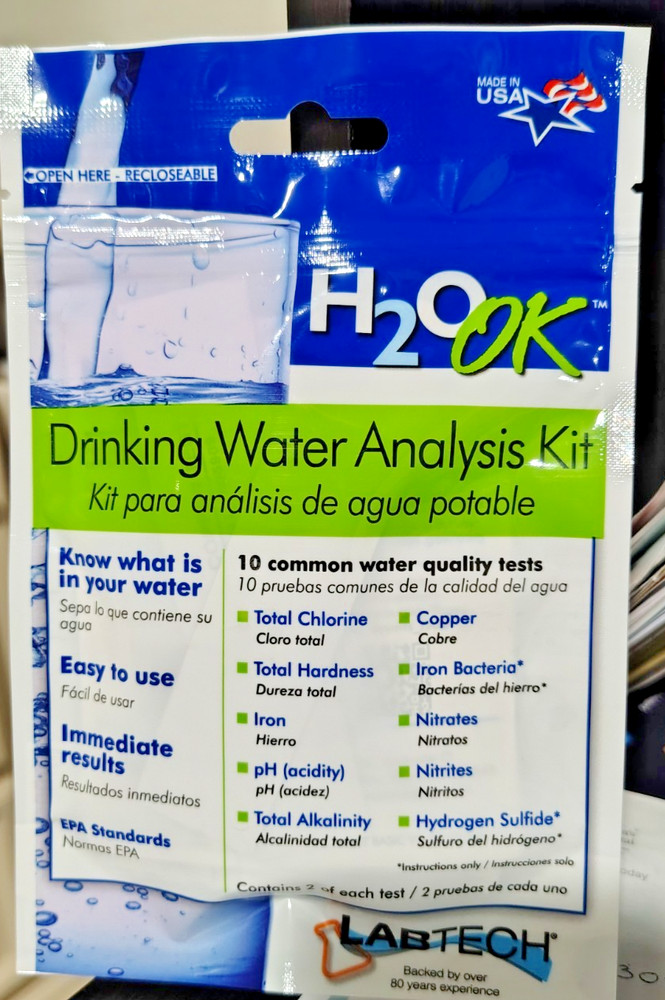 MADE IN
USA
OPEN HERE - RECLOSEABLE
H2O OK™
Drinking Water Analysis Kit
Kit para análisis de agua potable
Know what is
in your water
Sepa lo que contiene su
agua
Easy to use
Fácil de usar
Immediate
results
Resultados inmediatos
EPA Standards
Normas EPA
10 common water quality tests
10 pruebas comunes de la calidad del agua
Total Chlorine
Cloro total
Total Hardness
Dureza total
Iron
Hierro
pH (acidity)
pH (acidez)
Total Alkalinity
Alcalinidad total
Copper
Cobre
Iron Bacteria*
Bacterías del hierro*
Nitrates
Nitratos
Nitrites
Nitritos
Hydrogen Sulfide*
Sulfuro del hidrógeno*
*Instructions only / Instrucciones solo
Contains 2 of each test / 2 pruebas de cada uno
LABTECH®
Backed by over
80 years experience
30